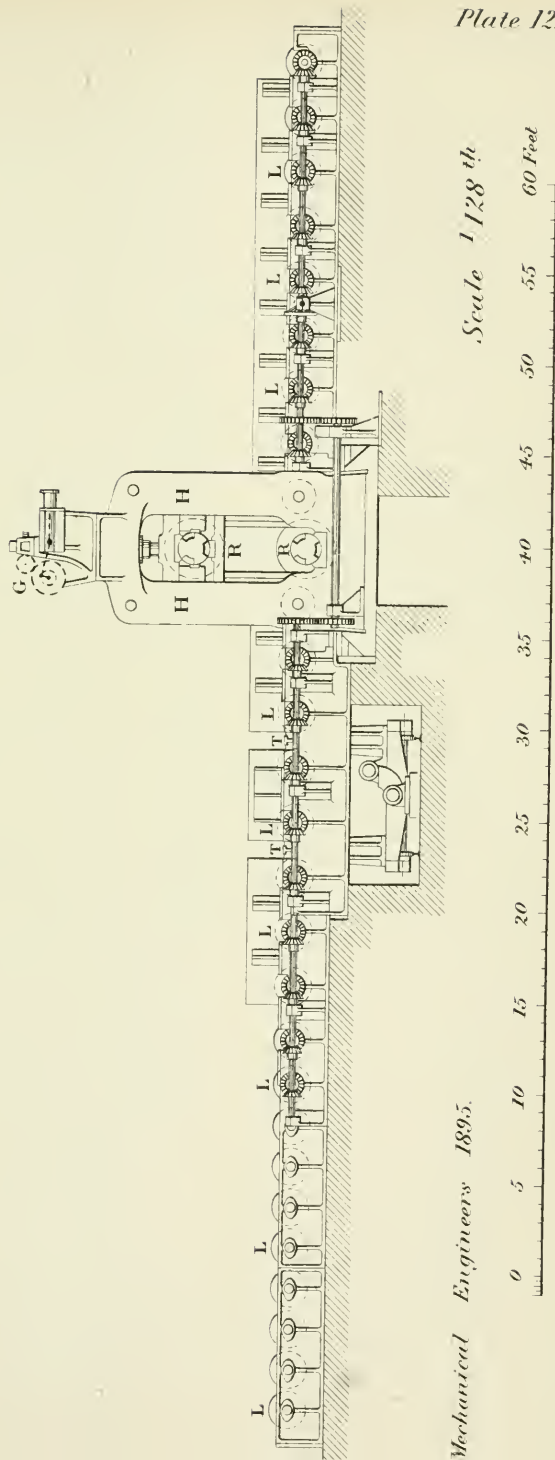 Plate 12
G
H H
R
R
L L L L T L T L L L L
Scale 1/128 th
Mechanical Engineers 1895.
0 5 10 15 20 25 30 35 40 45 50 55 60 Feet